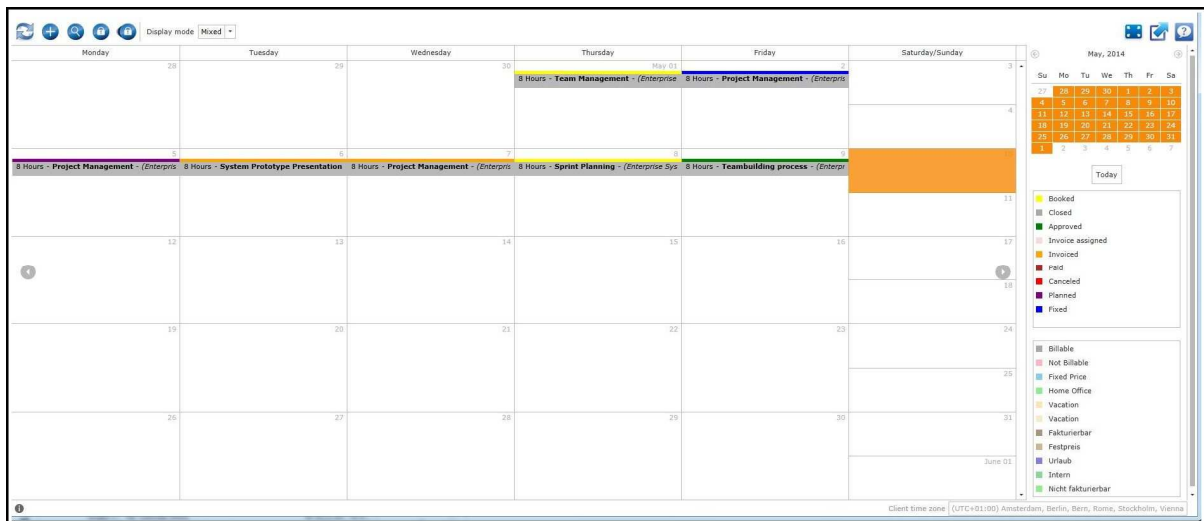 Display mode Mixed
Monday Tuesday Wednesday Thursday Friday Saturday/Sunday
28 29 30 May 01 2 3
8 Hours - Team Management - (Enterprise 8 Hours - Project Management - (Enterpris
4
5 6 7 8 9
8 Hours - Project Management - (Enterpris 8 Hours - System Prototype Presentation 8 Hours - Project Management - (Enterpris 8 Hours - Sprint Planning - (Enterprise Sys 8 Hours - Teambuilding process - (Enterpr
11
12 13 14 15 16 17
18
19 20 21 22 23 24
25
26 27 28 29 30 31
June 01
May, 2014
Su Mo Tu We Th Fr Sa
27 28 29 30 1 2 3
4 5 6 7 8 9 10
11 12 13 14 15 16 17
18 19 20 21 22 23 24
25 26 27 28 29 30 31
1 2 3 4 5 6 7
Today
Booked
Closed
Approved
Invoice assigned
Invoiced
Paid
Canceled
Planned
Fixed
Billable
Not Billable
Fixed Price
Home Office
Vacation
Vacation
Fakturierbar
Festpreis
Urlaub
Intern
Nicht fakturierbar
Client time zone (UTC+01:00) Amsterdam, Berlin, Bern, Rome, Stockholm, Vienna